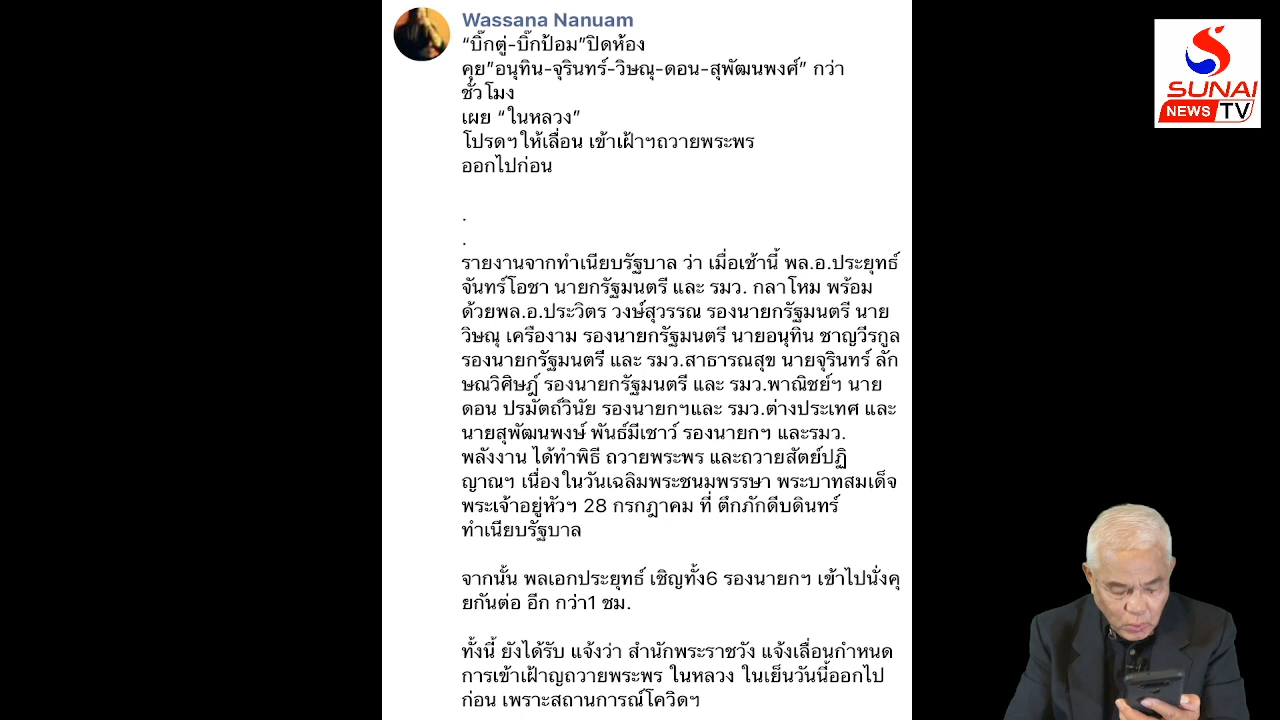 Wassana Nanuam
“บิ๊กตู่-บิ๊กป้อม”ปิดห้อง
คุย”อนุทิน-จุรินทร์-วิษณุ-ดอน-สุพัฒนพงศ์” กว่า
ชั่วโมง
เผย “ในหลวง”
โปรดฯให้เลื่อน เข้าเฝ้าฯถวายพระพร
ออกไปก่อน
.
.
รายงานจากทำเนียบรัฐบาล ว่า เมื่อเช้านี้ พล.อ.ประยุทธ์
จันทร์โอชา นายกรัฐมนตรี และ รมว. กลาโหม พร้อม
ด้วยพล.อ.ประวิตร วงษ์สุวรรณ รองนายกรัฐมนตรี นาย
วิษณุ เครืองาม รองนายกรัฐมนตรี นายอนุทิน ชาญวีรกูล
รองนายกรัฐมนตรี และ รมว.สาธารณสุข นายจุรินทร์ ลัก
ษณวิศิษฏ์ รองนายกรัฐมนตรี และ รมว.พาณิชย์ฯ นาย
ดอน ปรมัตถ์วินัย รองนายกฯและ รมว.ต่างประเทศ และ
นายสุพัฒนพงษ์ พันธ์มีเชาว์ รองนายกฯ และรมว.
พลังงาน ได้ทำพิธี ถวายพระพร และถวายสัตย์ปฏิ
ญาณฯ เนื่องในวันเฉลิมพระชนมพรรษา พระบาทสมเด็จ
พระเจ้าอยู่หัวฯ 28 กรกฎาคม ที่ ตึกภักดีบดินทร์
ทำเนียบรัฐบาล
จากนั้น พลเอกประยุทธ์ เชิญทั้ง6 รองนายกฯ เข้าไปนั่งคุ
ยกันต่อ อีก กว่า1 ชม.
ทั้งนี้ ยังได้รับ แจ้งว่า สำนักพระราชวัง แจ้งเลื่อนกำหนด
การเข้าเฝ้าญถวายพระพร ในหลวง ในเย็นวันนี้ออกไป
ก่อน เพราะสถานการณ์โควิดฯ
SUNAI
NEWS TV